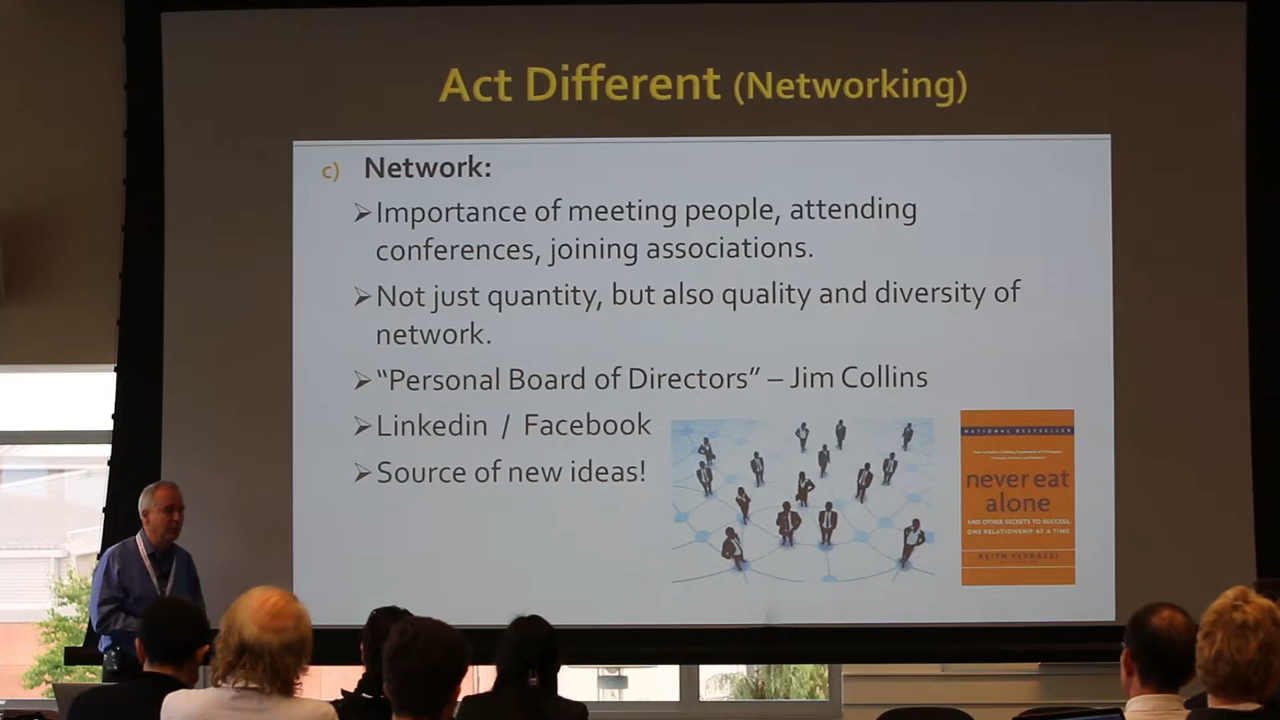 Act Different (Networking)
c) Network:
➢Importance of meeting people, attending
conferences, joining associations.
➢Not just quantity, but also quality and diversity of
network.
➢"Personal Board of Directors" – Jim Collins
➢Linkedin / Facebook
➢Source of new ideas!
NATIONAL BESTSELLER
never eat
alone
AND OTHER SECRETS TO SUCCESS,
ONE RELATIONSHIP AT A TIME
KEITH FERRAZZI